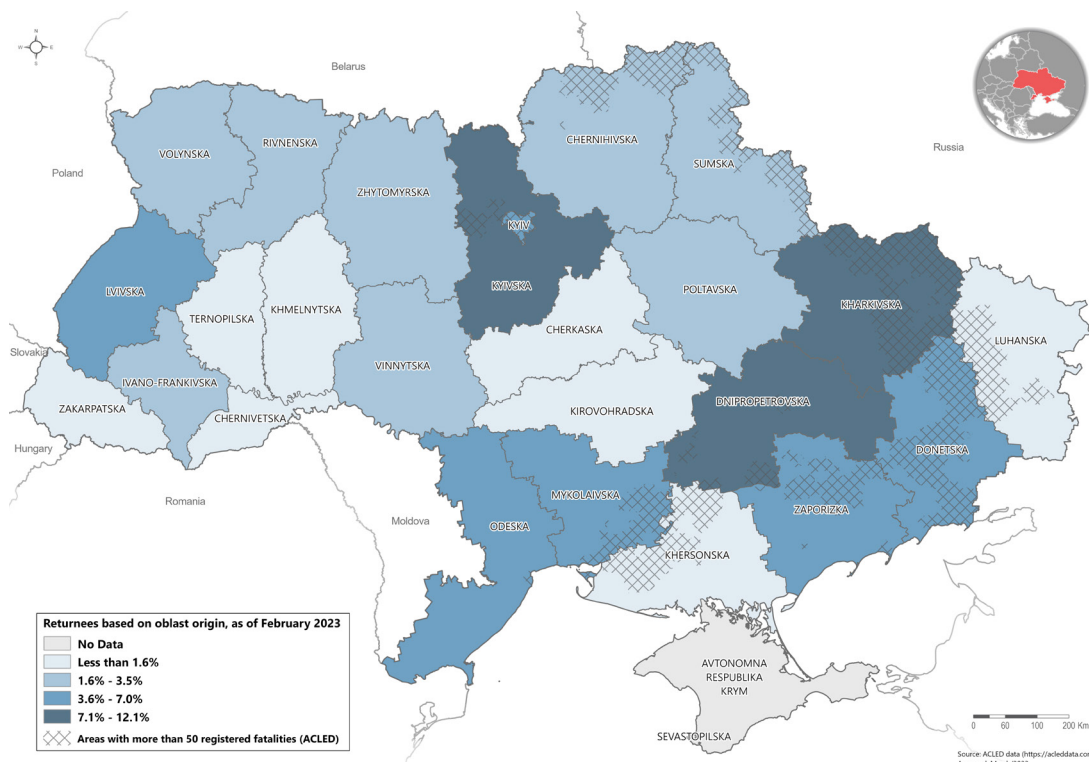 N
W
E
S
Belarus
Poland
Russia
Slovakia
Hungary
Romania
Moldova
VOLYNSKA
RIVNENSKA
ZHYTOMYRSKA
CHERNIHIVSKA
SUMSKA
KYIV
KYIVSKA
LVIVSKA
TERNOPILSKA
KHMELNYTSKA
CHERKASKA
POLTAVSKA
KHARKIVSKA
LUHANSKA
IVANO-FRANKIVSKA
VINNYTSKA
ZAKARPATSKA
CHERNIVETSKA
KIROVOHRADSKA
DNIPROPETROVSKA
DONETSKA
ODESKA
MYKOLAIVSKA
ZAPORIZKA
KHERSONSKA
AVTONOMNA
RESPUBLIKA
KRYM
SEVASTOPILSKA
Returnees based on oblast origin, as of February 2023
No Data
Less than 1.6%
1.6% - 3.5%
3.6% - 7.0%
7.1% - 12.1%
Areas with more than 50 registered fatalities (ACLED)
0 60 100 200 Km
Source: ACLED data (https://acleddata.com